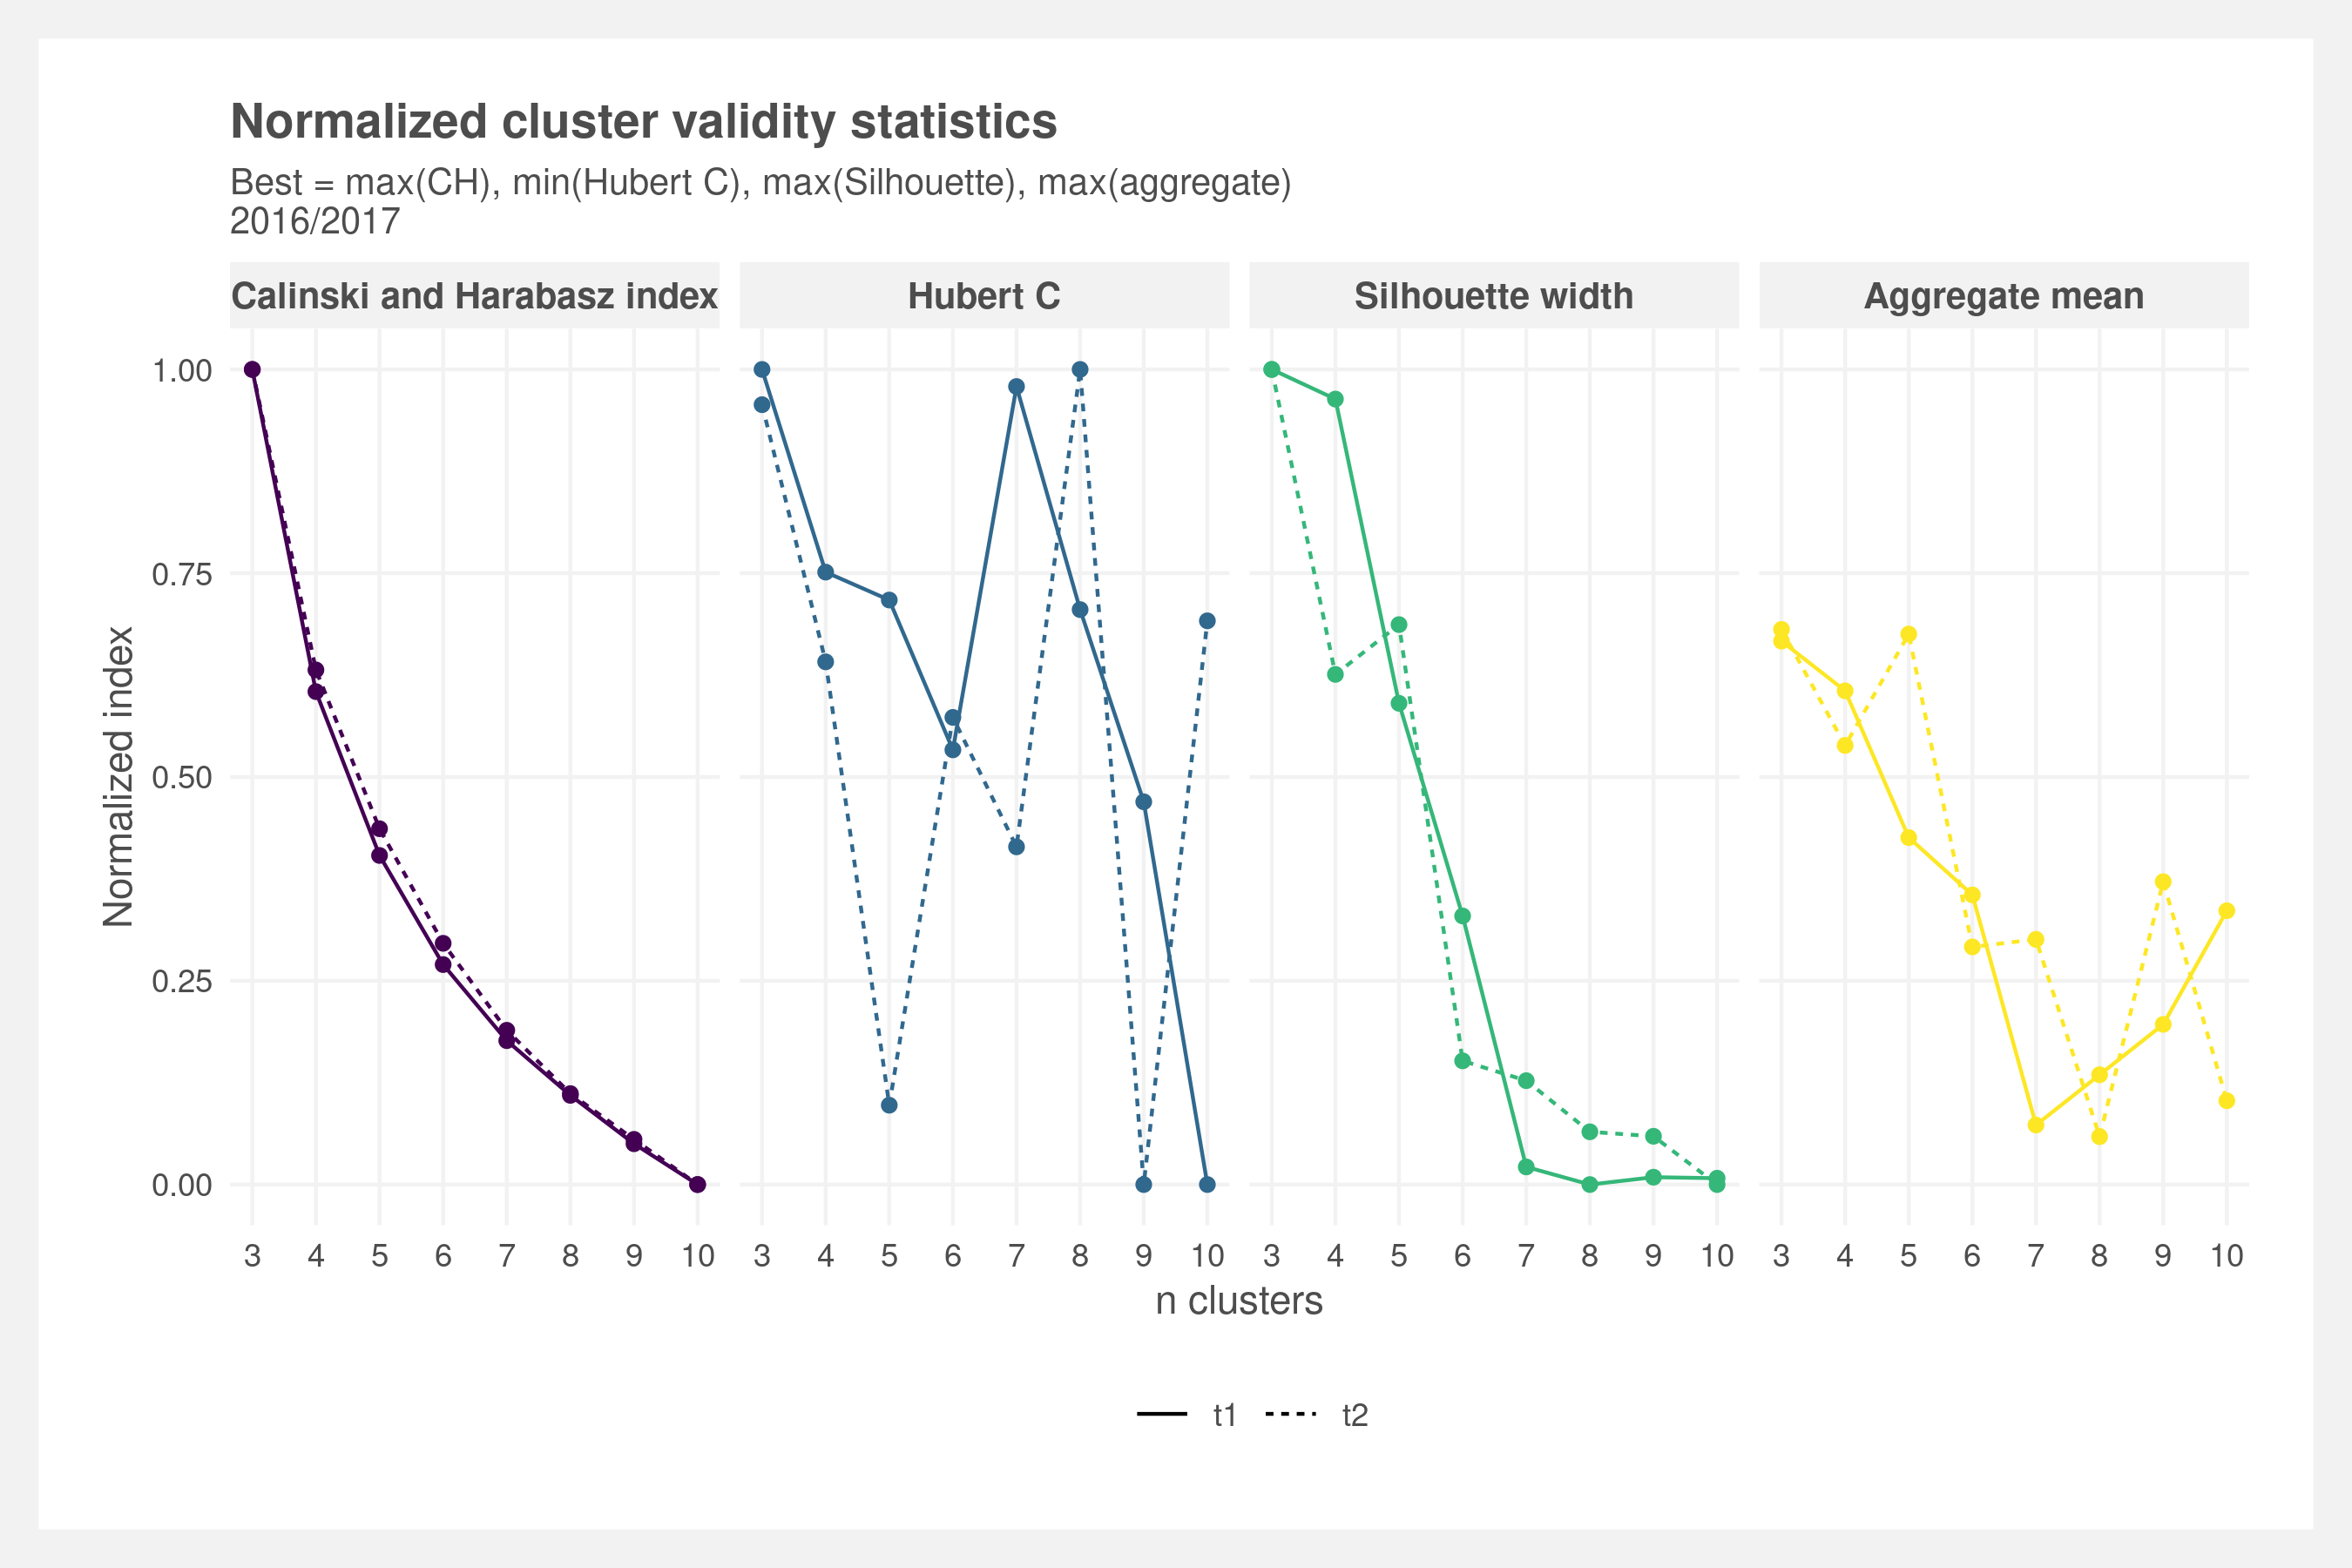 Normalized cluster validity statistics
Best = max(CH), min(Hubert C), max(Silhouette), max(aggregate)
2016/2017
Calinski and Harabasz index Hubert C Silhouette width Aggregate mean
Normalized index
1.00
0.75
0.50
0.25
0.00
3 4 5 6 7 8 9 10 3 4 5 6 7 8 9 10 3 4 5 6 7 8 9 10 3 4 5 6 7 8 9 10
n clusters
t1 t2